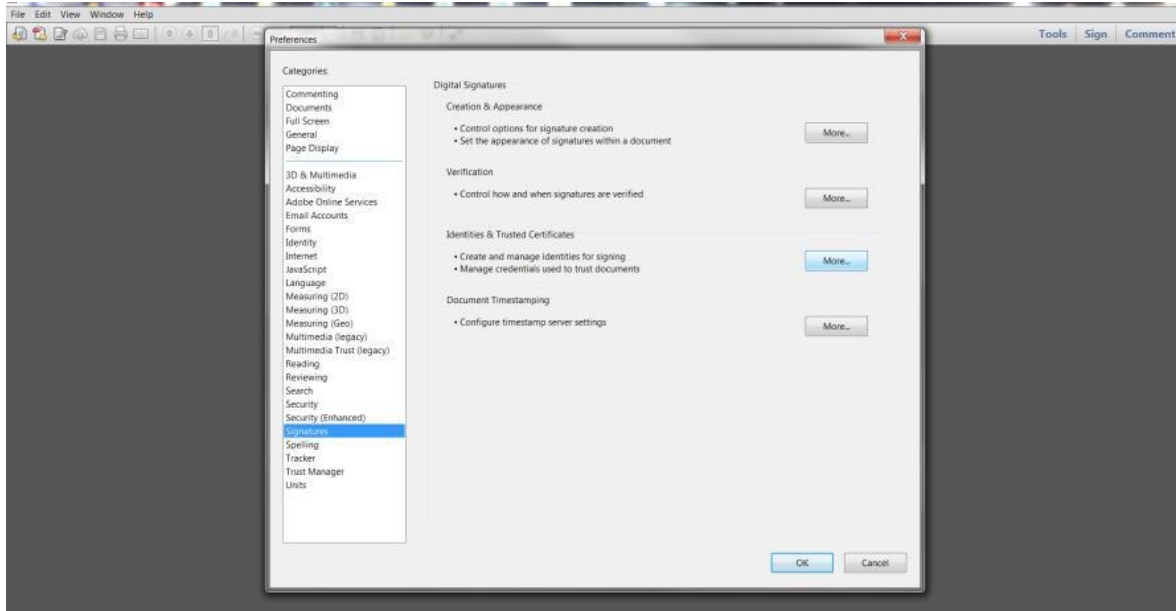 File Edit View Window Help
Tools Sign Comment
Preferences
Categories:
Commenting
Documents
Full Screen
General
Page Display
3D & Multimedia
Accessibility
Adobe Online Services
Email Accounts
Forms
Identity
Internet
JavaScript
Language
Measuring (2D)
Measuring (3D)
Measuring (Geo)
Multimedia (legacy)
Multimedia Trust (legacy)
Reading
Reviewing
Search
Security
Security (Enhanced)
Signatures
Spelling
Tracker
Trust Manager
Units
Digital Signatures
Creation & Appearance
• Control options for signature creation
• Set the appearance of signatures within a document
More...
Verification
• Control how and when signatures are verified
More...
Identities & Trusted Certificates
• Create and manage identities for signing
• Manage credentials used to trust documents
More...
Document Timestamping
• Configure timestamp server settings
More...
OK Cancel